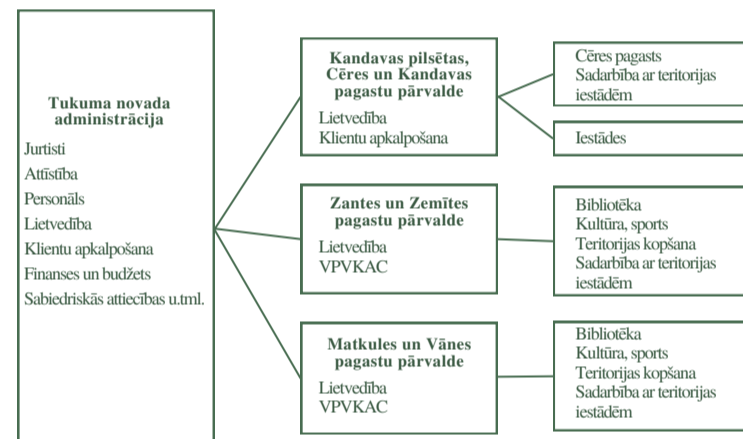 Tukuma novada
administrācija
Jurtisti
Attīstība
Personāls
Lietvedība
Klientu apkalpošana
Finanses un budžets
Sabiedriskās attiecības u.tml.
Kandavas pilsētas,
Cēres un Kandavas
pagastu pārvalde
Lietvedība
Klientu apkalpošana
Cēres pagasts
Sadarbība ar teritorijas
iestādēm
Iestādes
Zantes un Zemītes
pagastu pārvalde
Lietvedība
VPVKAC
Bibliotēka
Kultūra, sports
Teritorijas kopšana
Sadarbība ar teritorijas
iestādēm
Matkules un Vānes
pagastu pārvalde
Lietvedība
VPVKAC
Bibliotēka
Kultūra, sports
Teritorijas kopšana
Sadarbība ar teritorijas
iestādēm